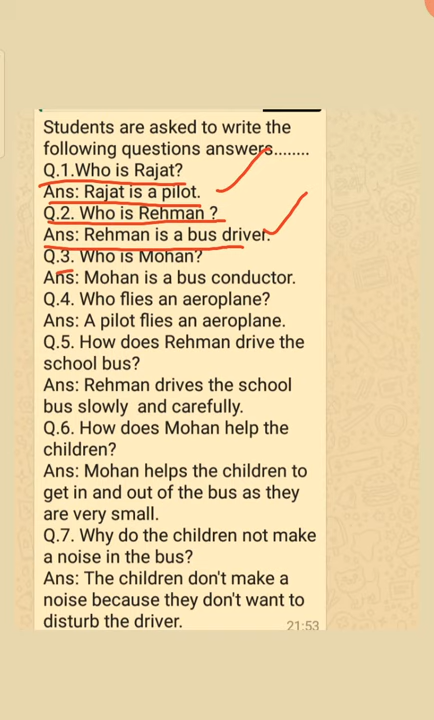 Students are asked to write the
following questions answers........
Q.1.Who is Rajat?
Ans: Rajat is a pilot.
Q.2. Who is Rehman ?
Ans: Rehman is a bus driver.
Q.3. Who is Mohan?
Ans: Mohan is a bus conductor.
Q.4. Who flies an aeroplane?
Ans: A pilot flies an aeroplane.
Q.5. How does Rehman drive the
school bus?
Ans: Rehman drives the school
bus slowly  and carefully.
Q.6. How does Mohan help the
children?
Ans: Mohan helps the children to
get in and out of the bus as they
are very small.
Q.7. Why do the children not make
a noise in the bus?
Ans: The children don't make a
noise because they don't want to
disturb the driver.
21:53